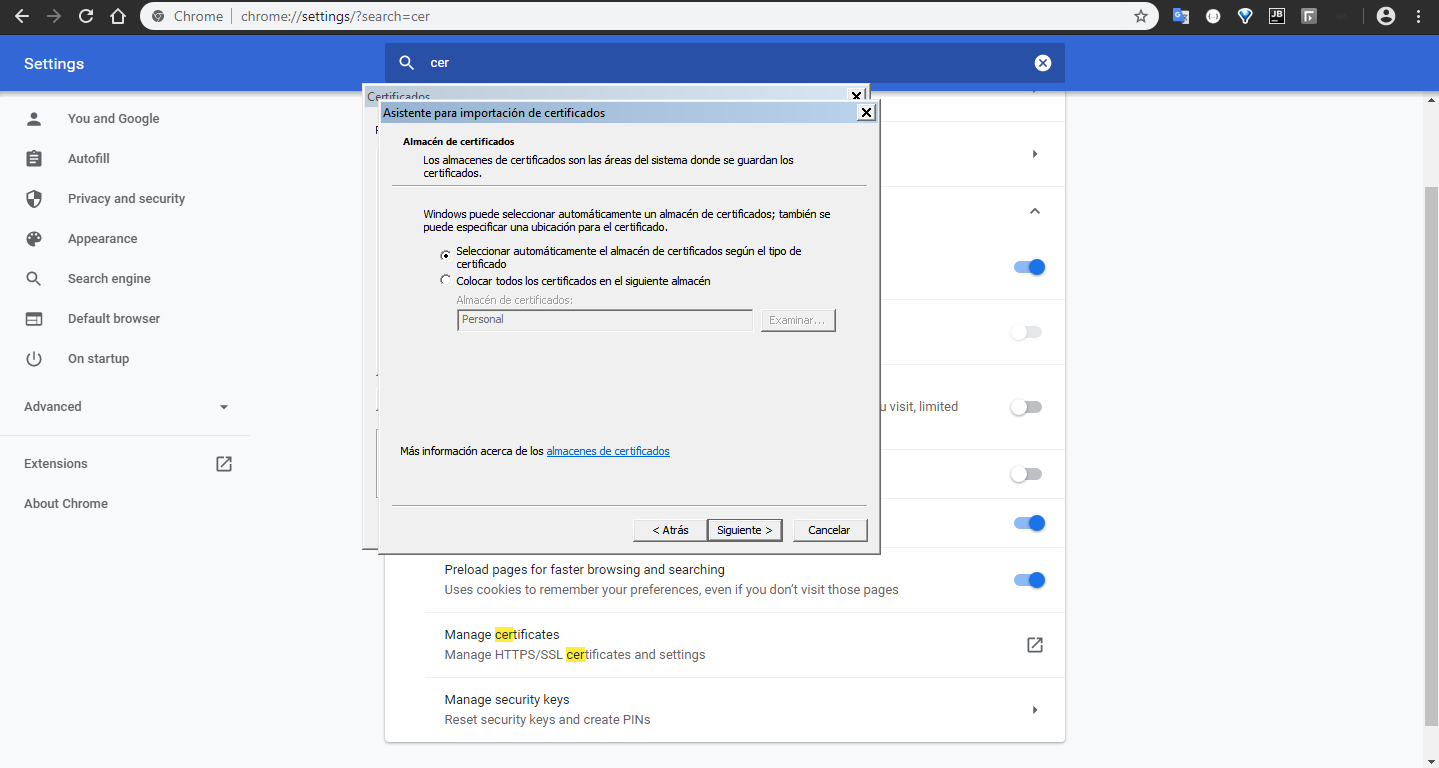 Chrome
chrome://settings/?search=cer
JB
Settings
cer
You and Google
Autofill
Privacy and security
Appearance
Search engine
Default browser
On startup
Advanced
Extensions
About Chrome
Certificados
Asistente para importación de certificados
Almacén de certificados
Los almacenes de certificados son las áreas del sistema donde se guardan los
certificados.
Windows puede seleccionar automáticamente un almacén de certificados; también se
puede especificar una ubicación para el certificado.
Seleccionar automáticamente el almacén de certificados según el tipo de
certificado
Colocar todos los certificados en el siguiente almacén
Almacén de certificados:
Personal
Examinar...
Más información acerca de los almacenes de certificados
< Atrás
Siguiente >
Cancelar
visit, limited
Preload pages for faster browsing and searching
Uses cookies to remember your preferences, even if you don’t visit those pages
Manage certificates
Manage HTTPS/SSL certificates and settings
Manage security keys
Reset security keys and create PINs